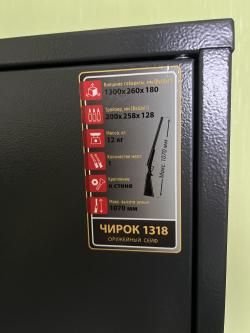 Внешние габариты, мм (ВхШхГ)
1300х260х180
Трейзер, мм (ВхШхГ)
200х258х128
Масса, кг
12 кг
Количество мест
Крепление
к стене
Макс. высота ружья
1070 мм
Макс. 1070 мм
ЧИРОК 1318
ОРУЖЕЙНЫЙ СЕЙФ